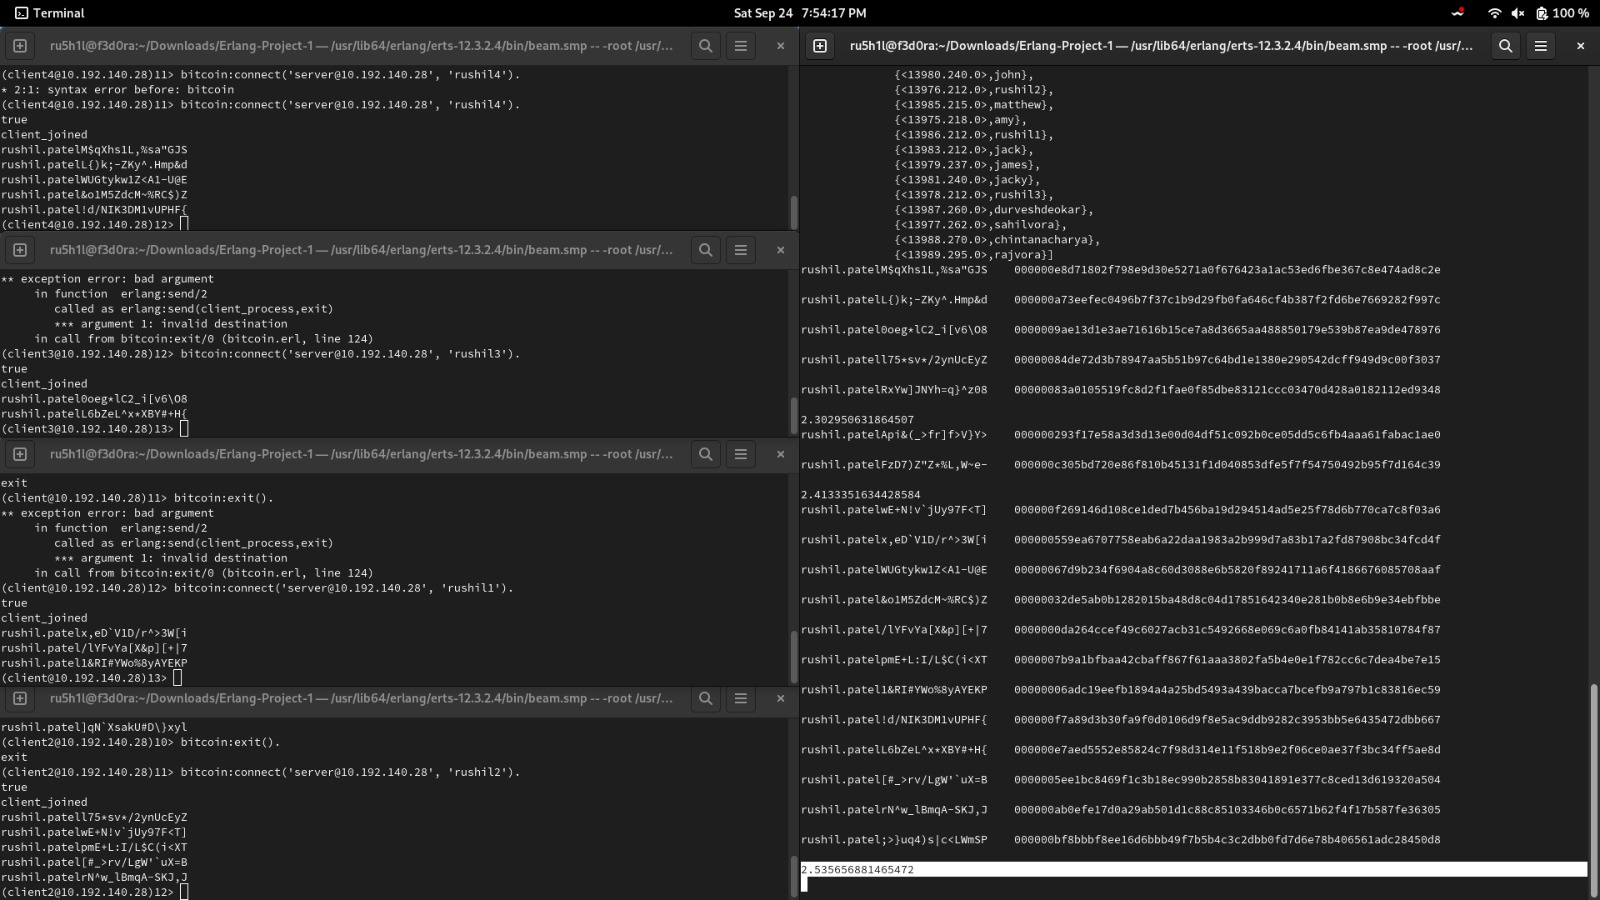 Terminal
Sat Sep 24 7:54:17 PM
100 %
ru5h1l@f3d0ra:~/Downloads/Erlang-Project-1 — /usr/lib64/erlang/erts-12.3.2.4/bin/beam.smp -- -root /usr/...
(client4@10.192.140.28)11> bitcoin:connect('server@10.192.140.28', 'rushil4').
* 2:1: syntax error before: bitcoin
(client4@10.192.140.28)11> bitcoin:connect('server@10.192.140.28', 'rushil4').
true
client_joined
rushil.patelM$qXhs1L,%sa"GJS
rushil.patelL{)k;-ZKy^.Hmp&d
rushil.patelWUGtykw1Z<A1-U@E
rushil.patel&o1M5ZdcM~%RC$)Z
rushil.patel!d/NIK3DM1vUPHF{
(client4@10.192.140.28)12>
ru5h1l@f3d0ra:~/Downloads/Erlang-Project-1 — /usr/lib64/erlang/erts-12.3.2.4/bin/beam.smp -- -root /usr/...
** exception error: bad argument
in function  erlang:send/2
called as erlang:send(client_process,exit)
*** argument 1: invalid destination
in call from bitcoin:exit/0 (bitcoin.erl, line 124)
(client3@10.192.140.28)12> bitcoin:connect('server@10.192.140.28', 'rushil3').
true
client_joined
rushil.patel0oeg*lC2_i[v6\O8
rushil.patelL6bZeL^x*XBY#+H{
(client3@10.192.140.28)13>
ru5h1l@f3d0ra:~/Downloads/Erlang-Project-1 — /usr/lib64/erlang/erts-12.3.2.4/bin/beam.smp -- -root /usr/...
exit
(client@10.192.140.28)11> bitcoin:exit().
** exception error: bad argument
in function  erlang:send/2
called as erlang:send(client_process,exit)
*** argument 1: invalid destination
in call from bitcoin:exit/0 (bitcoin.erl, line 124)
(client@10.192.140.28)12> bitcoin:connect('server@10.192.140.28', 'rushil1').
true
client_joined
rushil.patelx,eD`V1D/r^>3W[i
rushil.patel/lYFvYa[X&p][+|7
rushil.patel1&RI#YWo%8yAYEKP
(client@10.192.140.28)13>
ru5h1l@f3d0ra:~/Downloads/Erlang-Project-1 — /usr/lib64/erlang/erts-12.3.2.4/bin/beam.smp -- -root /usr/...
rushil.patel]qN`XsakU#D\}xyl
(client2@10.192.140.28)10> bitcoin:exit().
exit
(client2@10.192.140.28)11> bitcoin:connect('server@10.192.140.28', 'rushil2').
true
client_joined
rushil.patell75*sv*/2ynUcEyZ
rushil.patelwE+N!v`jUy97F<T]
rushil.patelpmE+L:I/L$C(i<XT
rushil.patel[#_>rv/LgW'`uX=B
rushil.patelrN^w_lBmqA-SKJ,J
(client2@10.192.140.28)12>
ru5h1l@f3d0ra:~/Downloads/Erlang-Project-1 — /usr/lib64/erlang/erts-12.3.2.4/bin/beam.smp -- -root /usr/...
{<13980.240.0>,john},
{<13976.212.0>,rushil2},
{<13985.215.0>,matthew},
{<13975.218.0>,amy},
{<13986.212.0>,rushil1},
{<13983.212.0>,jack},
{<13979.237.0>,james},
{<13981.240.0>,jacky},
{<13978.212.0>,rushil3},
{<13987.260.0>,durveshdeokar},
{<13977.262.0>,sahilvora},
{<13988.270.0>,chintanacharya},
{<13989.295.0>,rajvora}]
rushil.patelM$qXhs1L,%sa"GJS    000000e8d71802f798e9d30e5271a0f676423a1ac53ed6fbe367c8e474ad8c2e
rushil.patelL{)k;-ZKy^.Hmp&d    000000a73eefec0496b7f37c1b9d29fb0fa646cf4b387f2fd6be7669282f997c
rushil.patel0oeg*lC2_i[v6\O8    0000009ae13d1e3ae71616b15ce7a8d3665aa488850179e539b87ea9de478976
rushil.patell75*sv*/2ynUcEyZ    00000084de72d3b78947aa5b51b97c64bd1e1380e290542dcff949d9c00f3037
rushil.patelRxYw]JNYh=q}^z08    00000083a0105519fc8d2f1fae0f85dbe83121ccc03470d428a0182112ed9348
2.302950631864507
rushil.patelApi&(_>fr]f>V}Y>    000000293f17e58a3d3d13e00d04df51c092b0ce05dd5c6fb4aaa61fabac1ae0
rushil.patelFzD7)Z"Z*%L,W~e-    000000c305bd720e86f810b45131f1d040853dfe5f7f54750492b95f7d164c39
2.4133351634428584
rushil.patelwE+N!v`jUy97F<T]    000000f269146d108ce1ded7b456ba19d294514ad5e25f78d6b770ca7c8f03a6
rushil.patelx,eD`V1D/r^>3W[i    000000559ea6707758eab6a22daa1983a2b999d7a83b17a2fd87908bc34fcd4f
rushil.patelWUGtykw1Z<A1-U@E    00000067d9b234f6904a8c60d3088e6b5820f89241711a6f4186676085708aaf
rushil.patel&o1M5ZdcM~%RC$)Z    00000032de5ab0b1282015ba48d8c04d17851642340e281b0b8e6b9e34ebfbbe
rushil.patel/lYFvYa[X&p][+|7    0000000da264ccef49c6027acb31c5492668e069c6a0fb84141ab35810784f87
rushil.patelpmE+L:I/L$C(i<XT    0000007b9a1bfbaa42cbaff867f61aaa3802fa5b4e0e1f782cc6c7dea4be7e15
rushil.patel1&RI#YWo%8yAYEKP    0000006adc19eefb1894a4a25bd5493a439bacca7bcefb9a797b1c83816ec59
rushil.patel!d/NIK3DM1vUPHF{    000000f7a89d3b30fa9f0d0106d9f8e5ac9ddb9282c3953bb5e6435472dbb667
rushil.patelL6bZeL^x*XBY#+H{    000000e7aed5552e85824c7f98d314e11f518b9e2f06ce0ae37f3bc34ff5ae8d
rushil.patel[#_>rv/LgW'`uX=B    0000005ee1bc8469f1c3b18ec990b2858b83041891e377c8ced13d619320a504
rushil.patelrN^w_lBmqA-SKJ,J    000000ab0efe17d0a29ab501d1c88c85103346b0c6571b62f4f17b587fe36305
rushil.patel;>}uq4)s|c<LWmSP    000000bf8bbbf8ee16d6bbb49f7b5b4c3c2dbb0fd7d6e78b406561adc28450d8
2.535656881465472